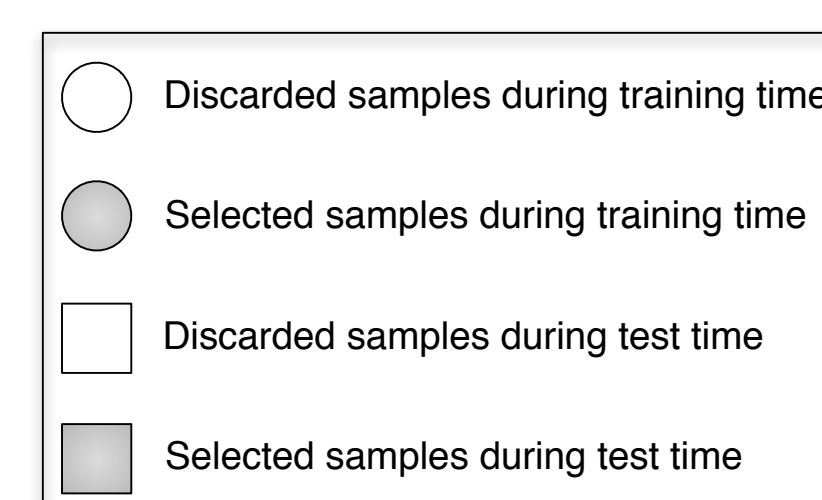 Discarded samples during training time
Selected samples during training time
Discarded samples during test time
Selected samples during test time